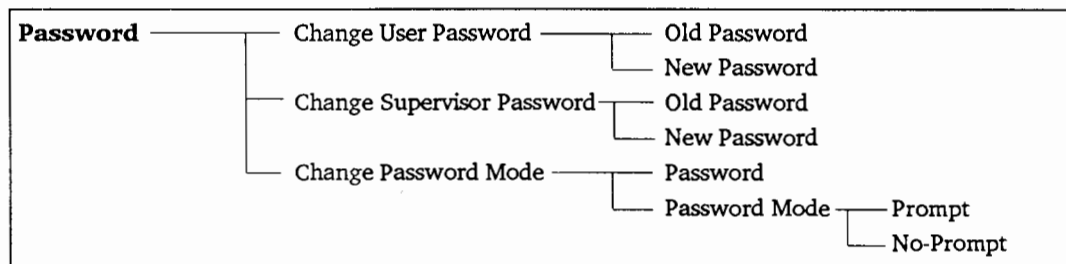 Password Change User Password Old Password
New Password
Change Supervisor Password Old Password
New Password
Change Password Mode Password
Password Mode Prompt
No-Prompt